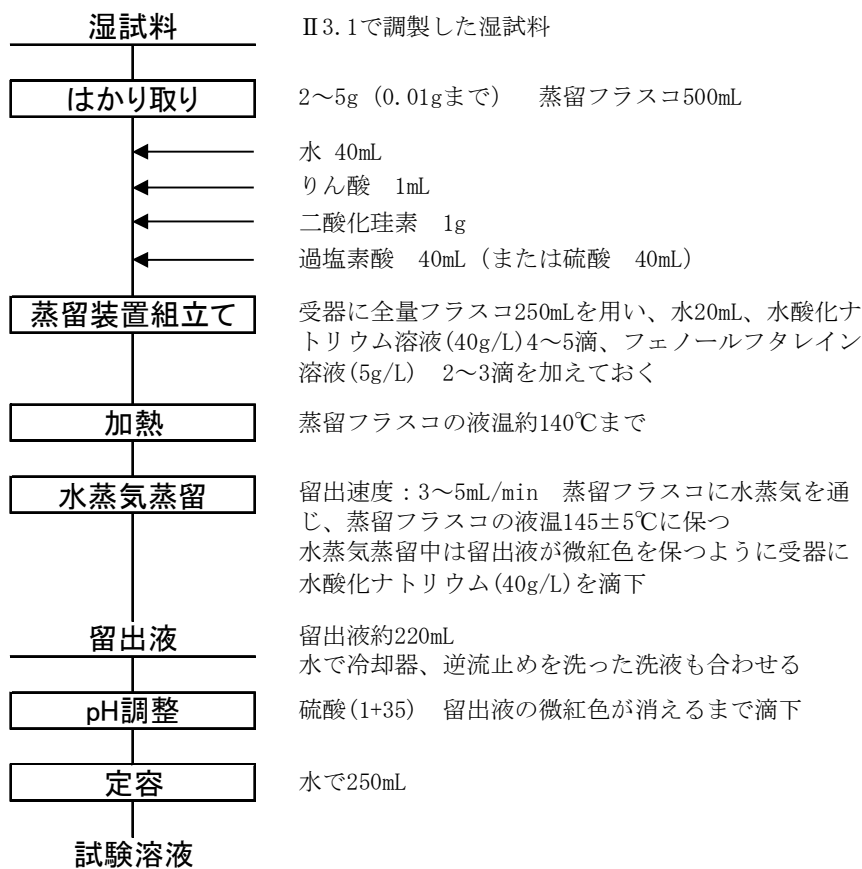 湿試料
Ⅱ3.1で調製した湿試料
はかり取り
2～5g (0.01gまで)　蒸留フラスコ500mL
水 40mL
りん酸　1mL
二酸化珪素　1g
過塩素酸　40mL (または硫酸　40mL)
蒸留装置組立て
受器に全量フラスコ250mLを用い、水20mL、水酸化ナ
トリウム溶液(40g/L)4～5滴、フェノールフタレイン
溶液(5g/L)　2～3滴を加えておく
加熱
蒸留フラスコの液温約140℃まで
水蒸気蒸留
留出速度：3～5mL/min　蒸留フラスコに水蒸気を通
じ、蒸留フラスコの液温145±5℃に保つ
水蒸気蒸留中は留出液が微紅色を保つように受器に
水酸化ナトリウム(40g/L)を滴下
留出液
留出液約220mL
水で冷却器、逆流止めを洗った洗液も合わせる
pH調整
硫酸(1+35)　留出液の微紅色が消えるまで滴下
定容
水で250mL
試験溶液